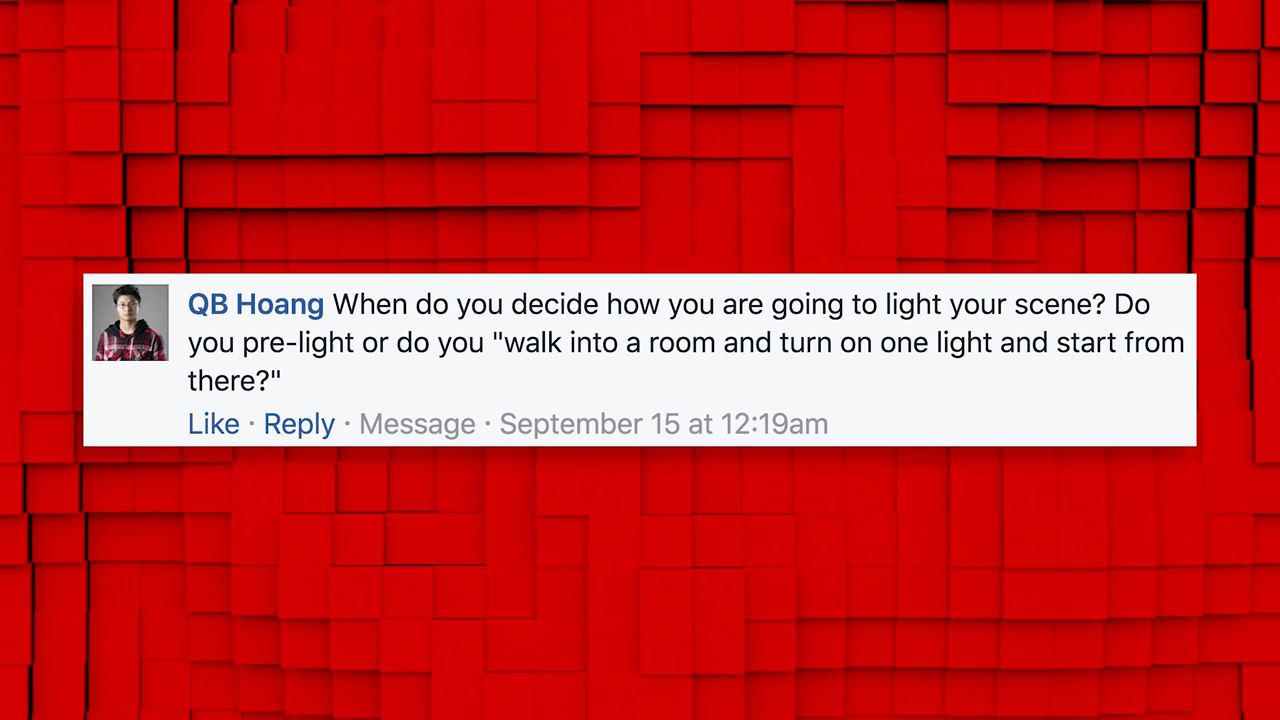 QB Hoang When do you decide how you are going to light your scene? Do
you pre-light or do you "walk into a room and turn on one light and start from
there?"
Like · Reply · Message · September 15 at 12:19am